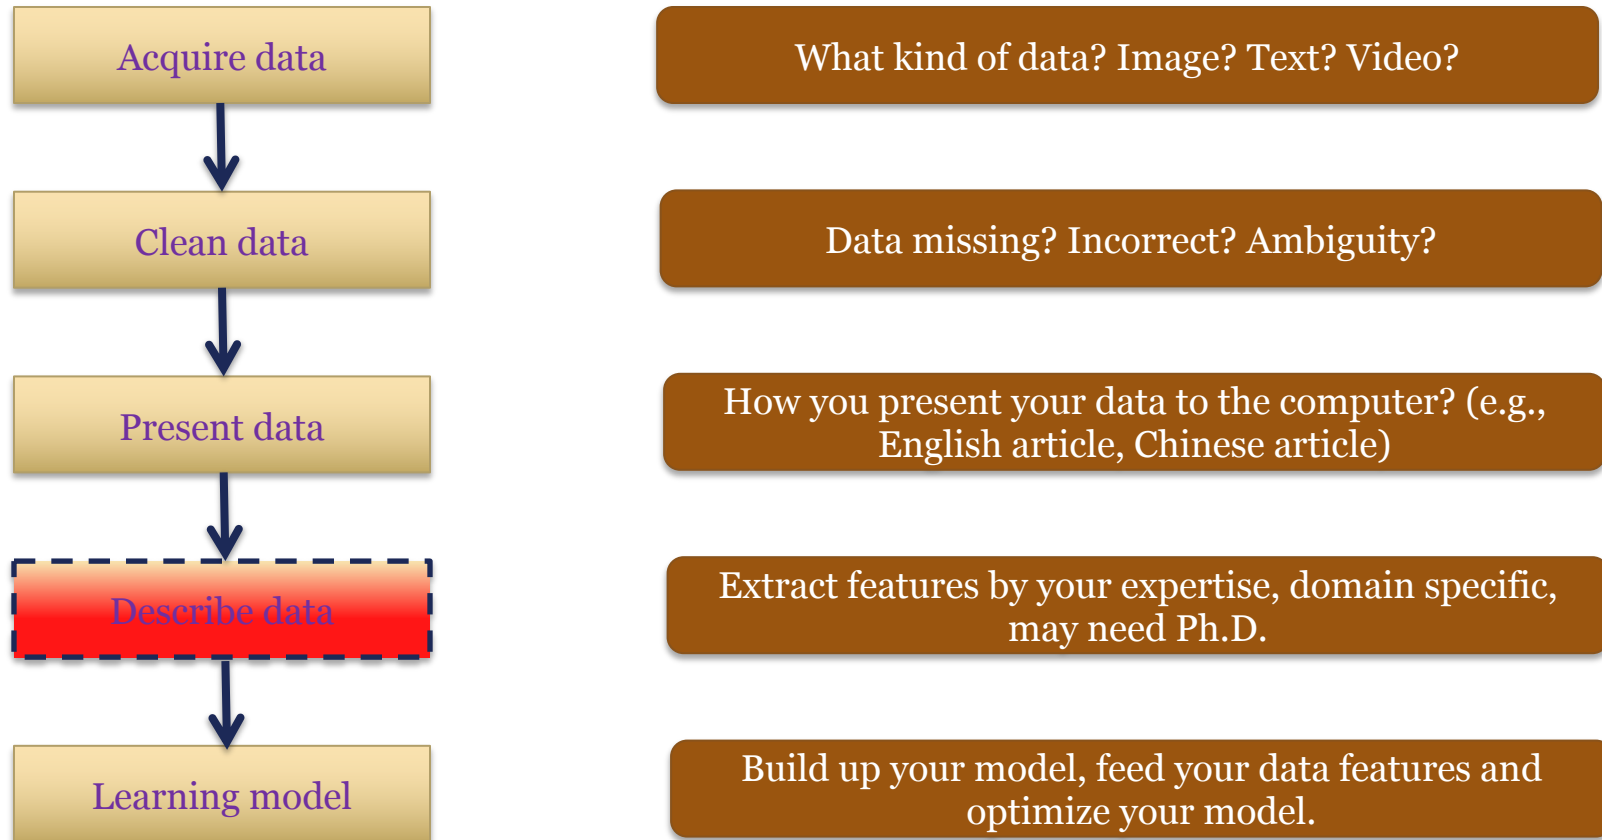 Acquire data
What kind of data? Image? Text? Video?
Clean data
Data missing? Incorrect? Ambiguity?
Present data
How you present your data to the computer? (e.g.,
English article, Chinese article)
Describe data
Extract features by your expertise, domain specific,
may need Ph.D.
Learning model
Build up your model, feed your data features and
optimize your model.